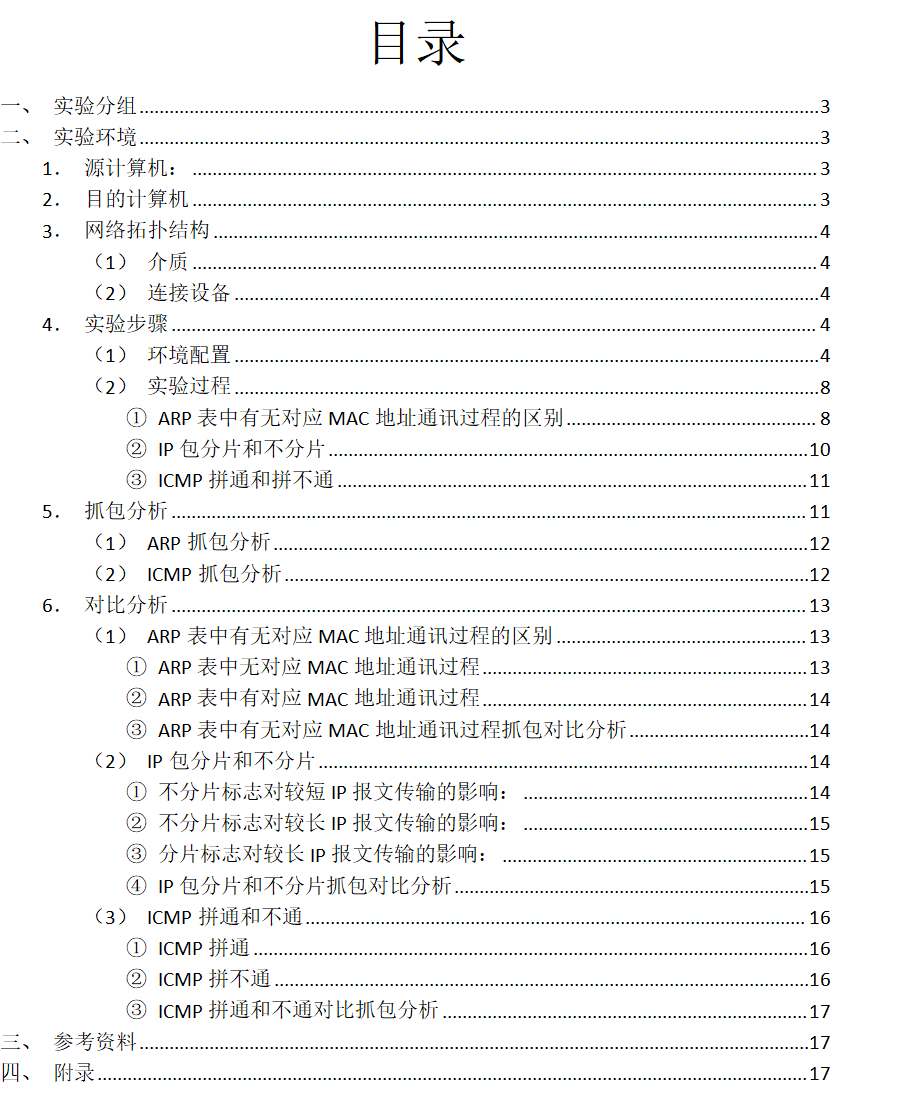 目录
一、 实验分组....................3
二、 实验环境....................3
1. 源计算机：....................3
2. 目的计算机....................3
3. 网络拓扑结构....................4
（1） 介质....................4
（2） 连接设备....................4
4. 实验步骤....................4
（1） 环境配置....................4
（2） 实验过程....................8
① ARP 表中有无对应 MAC 地址通讯过程的区别....................8
② IP 包分片和不分片....................10
③ ICMP 拼通和拼不通....................11
5. 抓包分析....................11
（1） ARP 抓包分析....................12
（2） ICMP 抓包分析....................12
6. 对比分析....................13
（1） ARP 表中有无对应 MAC 地址通讯过程的区别....................13
① ARP 表中无对应 MAC 地址通讯过程....................13
② ARP 表中有对应 MAC 地址通讯过程....................14
③ ARP 表中有无对应 MAC 地址通讯过程抓包对比分析....................14
（2） IP 包分片和不分片....................14
① 不分片标志对较短 IP 报文传输的影响：....................14
② 不分片标志对较长 IP 报文传输的影响：....................15
③ 分片标志对较长 IP 报文传输的影响：....................15
④ IP 包分片和不分片抓包对比分析....................15
（3） ICMP 拼通和不通....................16
① ICMP 拼通....................16
② ICMP 拼不通....................16
③ ICMP 拼通和不通对比抓包分析....................17
三、 参考资料....................17
四、 附录....................17